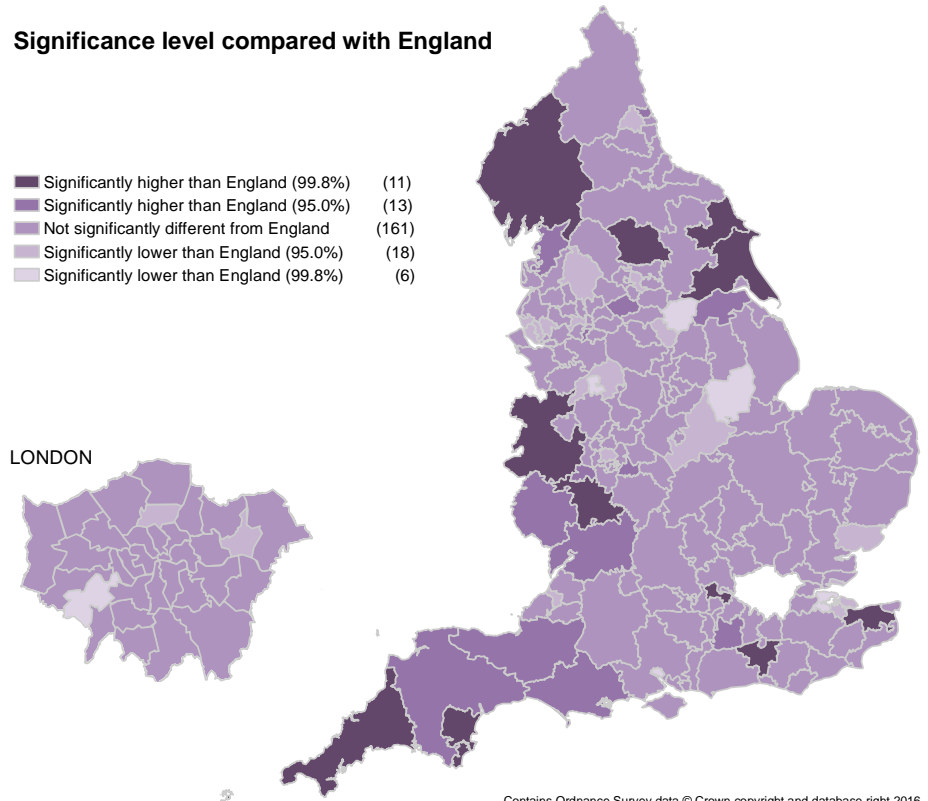 Significance level compared with England
Significantly higher than England (99.8%) (11)
Significantly higher than England (95.0%) (13)
Not significantly different from England (161)
Significantly lower than England (95.0%) (18)
Significantly lower than England (99.8%) (6)
LONDON
Contains Ordnance Survey data © Crown copyright and database right 2016